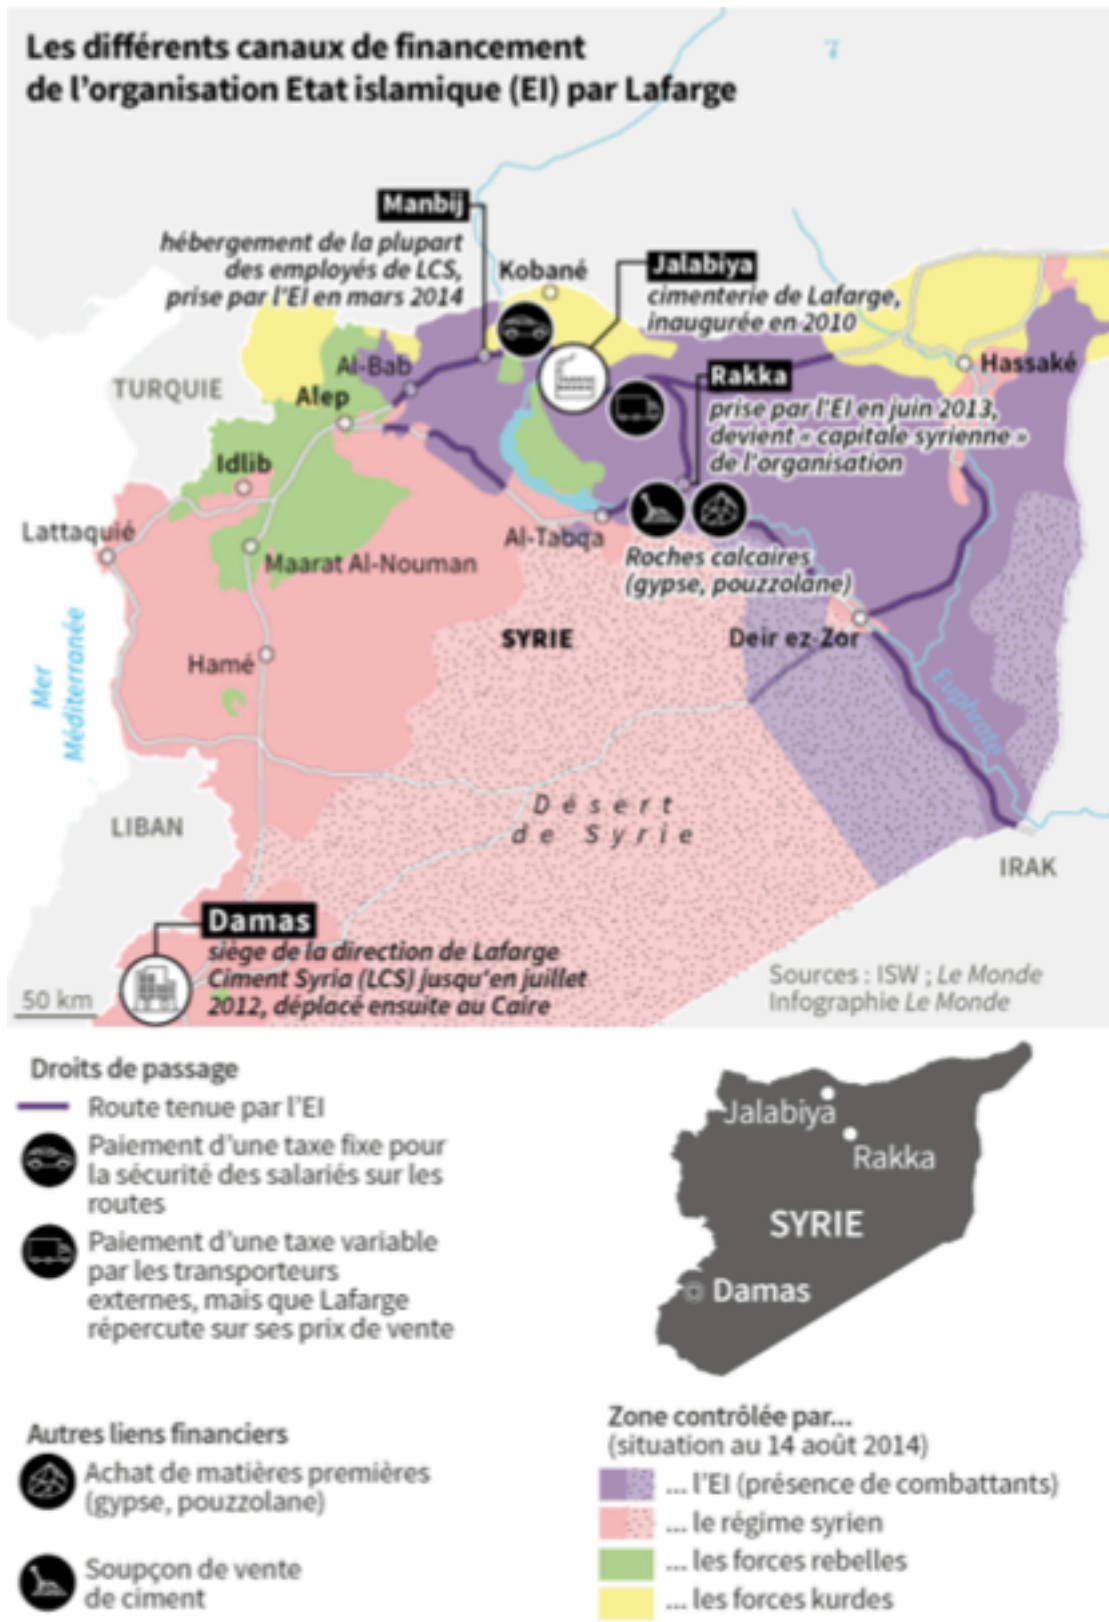 Les différents canaux de financement
de l'organisation Etat islamique (EI) par Lafarge
7
Manbij
hébergement de la plupart
des employés de LCS,
prise par l'EI en mars 2014
Kobané
Jalabiya
cimenterie de Lafarge,
inaugurée en 2010
TURQUIE
Al-Bab
Alep
Hassaké
Rakka
prise par l'EI en juin 2013,
devient « capitale syrienne »
de l'organisation
Idlib
Lattaquié
Al-Tabqa
Maarat Al-Nouman
Roches calcaires
(gypse, pouzzolane)
SYRIE
Deir ez-Zor
Mer
Méditerranée
Hamé
Euphrate
Désert
de Syrie
LIBAN
IRAK
Damas
siège de la direction de Lafarge
Ciment Syria (LCS) jusqu'en juillet
2012, déplacé ensuite au Caire
50 km
Sources : ISW ; Le Monde
Infographie Le Monde
Droits de passage
Route tenue par l'EI
Paiement d'une taxe fixe pour
la sécurité des salariés sur les
routes
Paiement d'une taxe variable
par les transporteurs
externes, mais que Lafarge
répercute sur ses prix de vente
Jalabiya
Rakka
SYRIE
Damas
Autres liens financiers
Achat de matières premières
(gypse, pouzzolane)
Soupçon de vente
de ciment
Zone contrôlée par...
(situation au 14 août 2014)
... l'EI (présence de combattants)
... le régime syrien
... les forces rebelles
... les forces kurdes